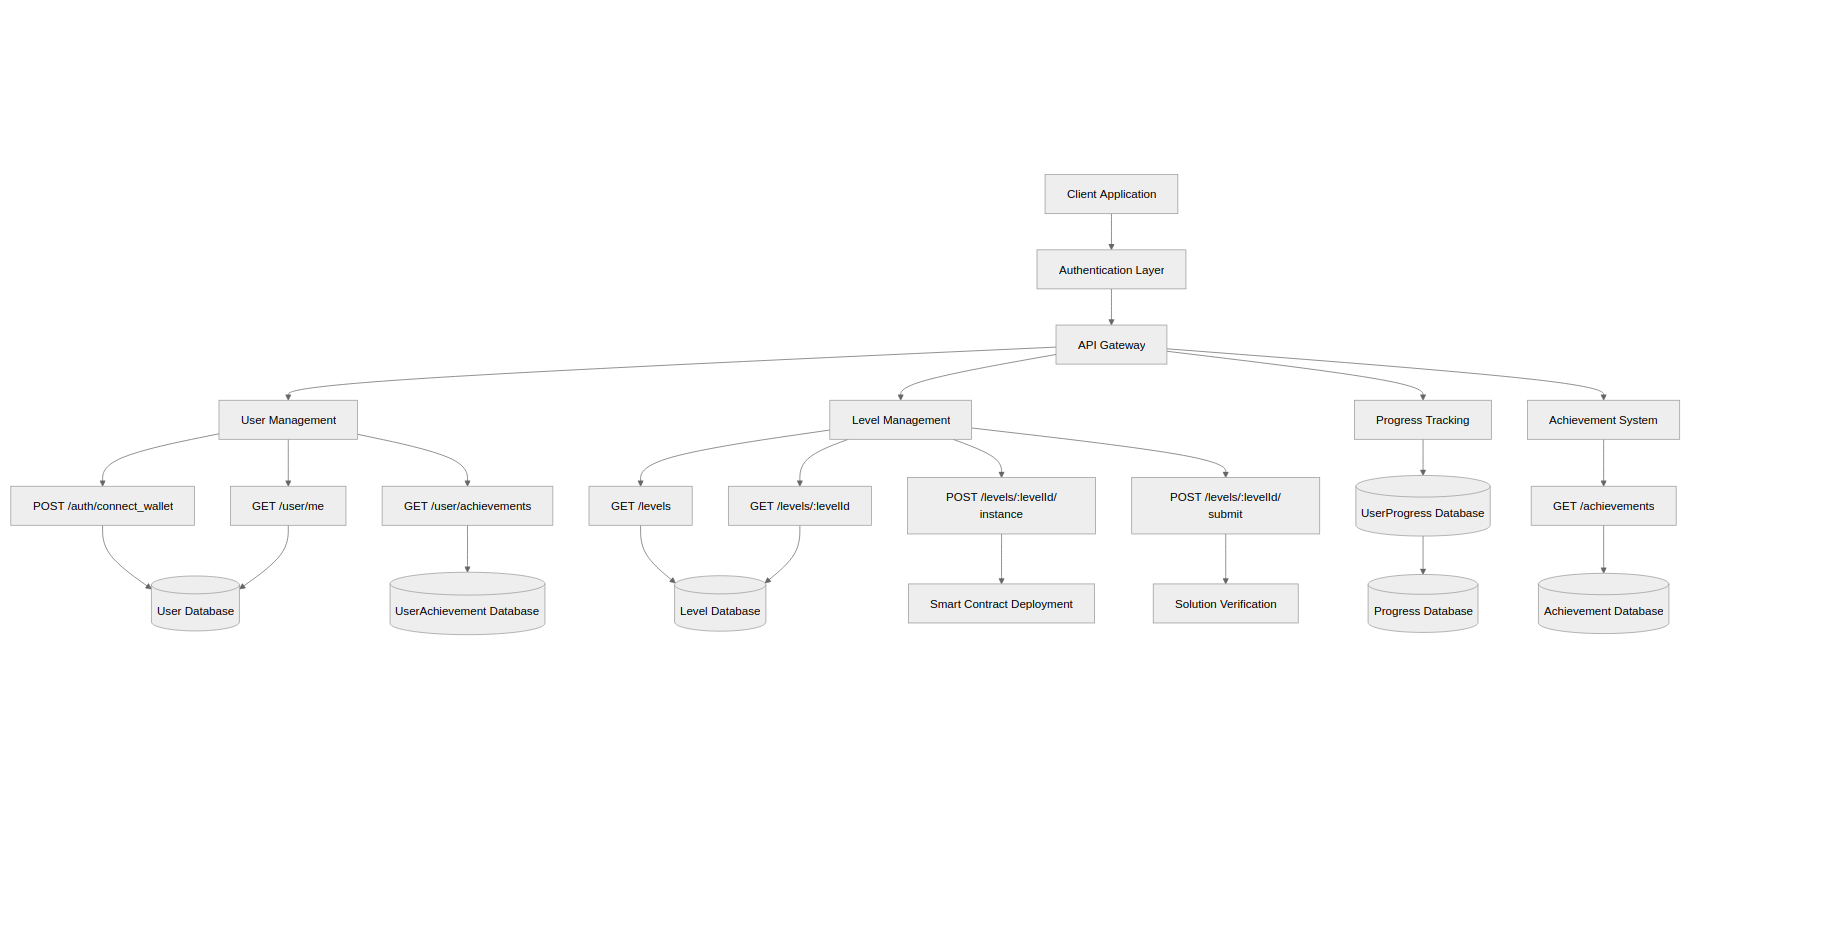 Client Application
Authentication Layer
API Gateway
User Management
Level Management
Progress Tracking
Achievement System
POST /auth/connect_wallet
GET /user/me
GET /user/achievements
GET /levels
GET /levels/:levelId
POST /levels/:levelId/
instance
POST /levels/:levelId/
submit
UserProgress Database
GET /achievements
User Database
UserAchievement Database
Level Database
Smart Contract Deployment
Solution Verification
Progress Database
Achievement Database